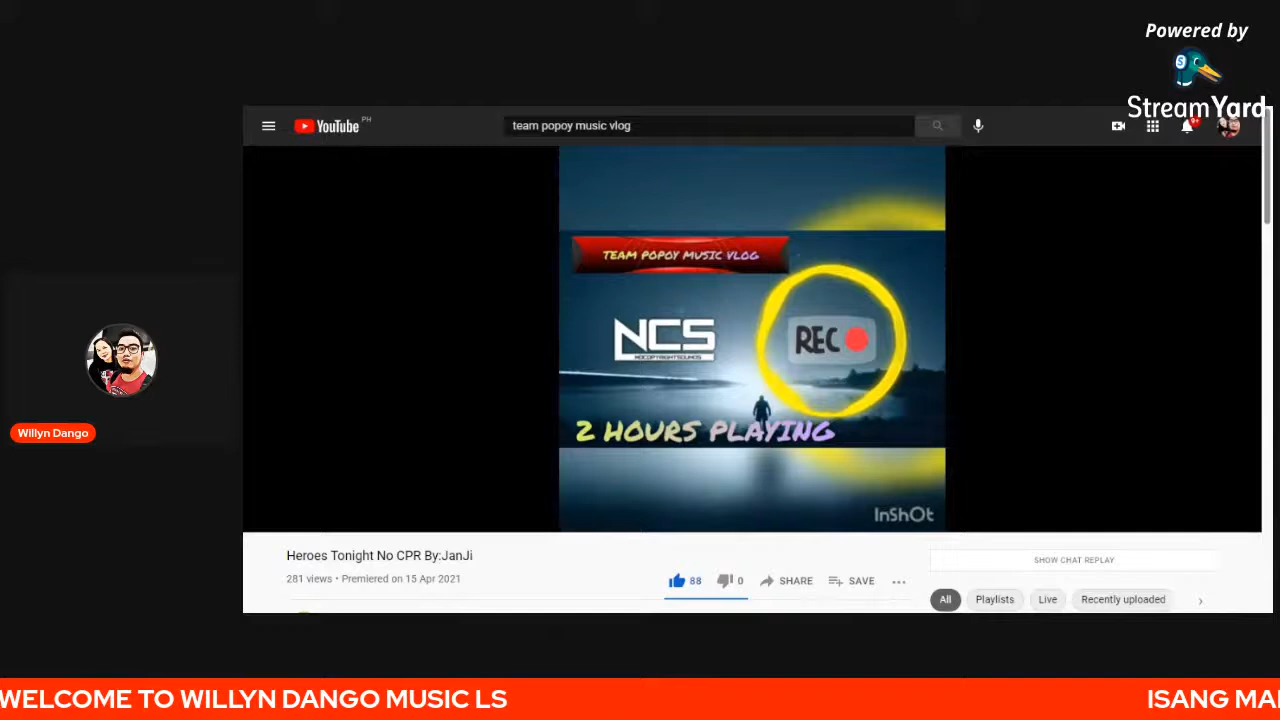 Powered by
StreamYard
YouTube PH
team popoy music vlog
9+
TEAM POPOY MUSIC VLOG
NCS
NOCOPYRIGHTSOUNDS
REC
2 HOURS PLAYING
InShOt
Willyn Dango
Heroes Tonight No CPR By:JanJi
281 views • Premiered on 15 Apr 2021
88 0 SHARE SAVE
SHOW CHAT REPLAY
All Playlists Live Recently uploaded
WELCOME TO WILLYN DANGO MUSIC LS ISANG MA